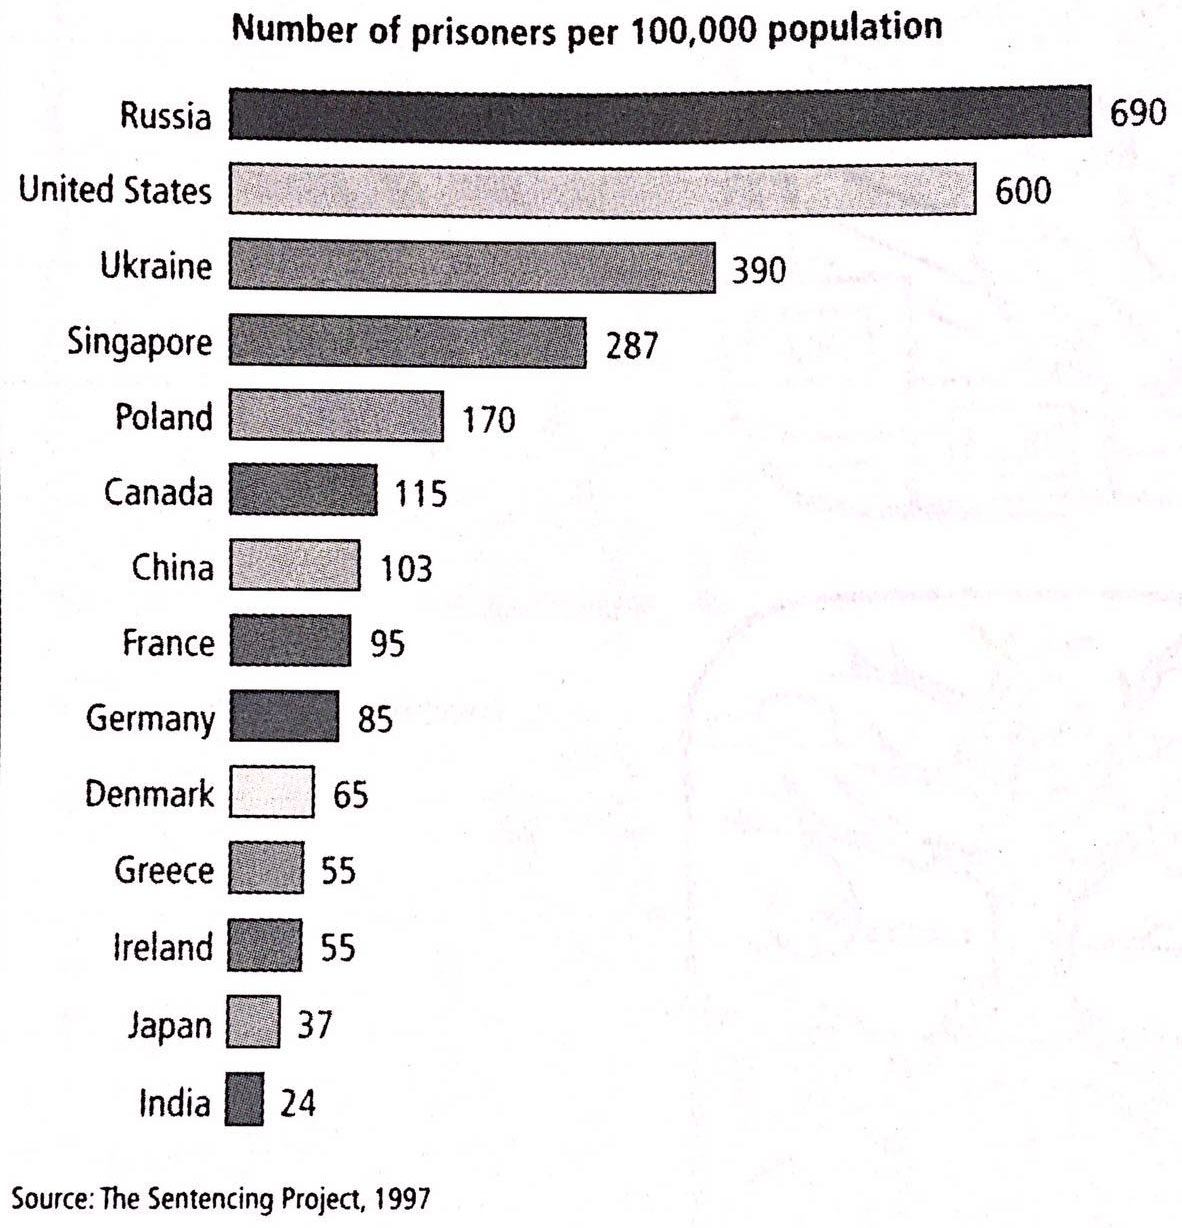 Number of prisoners per 100,000 population
Russia 690
United States 600
Ukraine 390
Singapore 287
Poland 170
Canada 115
China 103
France 95
Germany 85
Denmark 65
Greece 55
Ireland 55
Japan 37
India 24
Source: The Sentencing Project, 1997